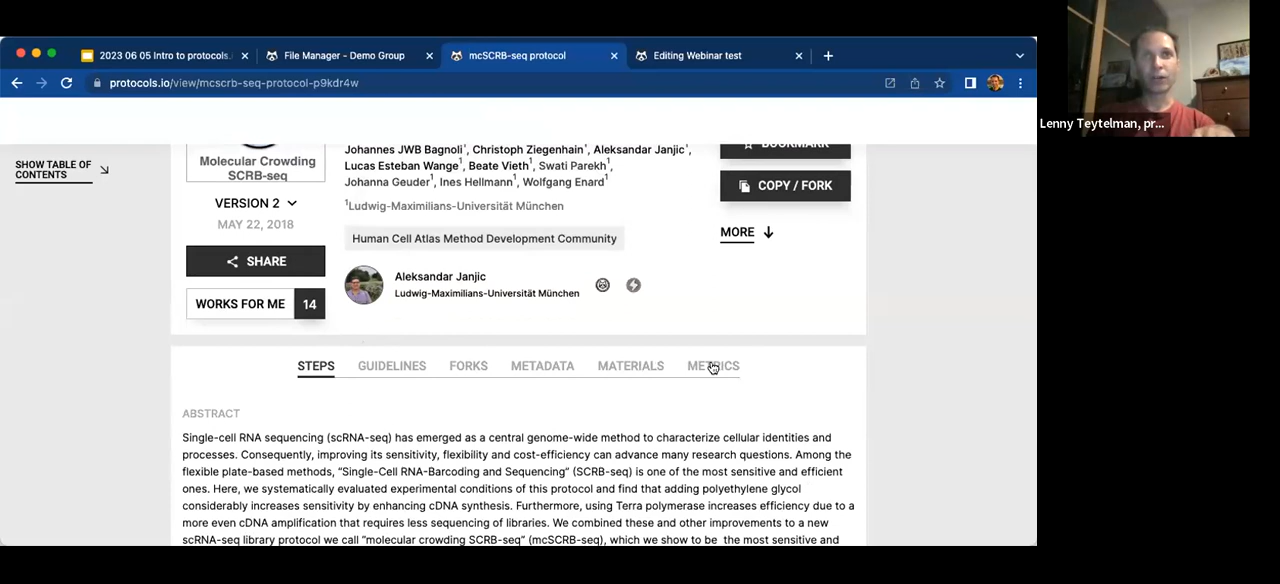 2023 06 05 Intro to protocols.
File Manager - Demo Group
mcSCRB-seq protocol
Editing Webinar test
protocols.io/view/mcscrb-seq-protocol-p9kdr4w
Lenny Teytelman, pr...
SHOW TABLE OF
CONTENTS
Molecular Crowding
SCRB-seq
VERSION 2
MAY 22, 2018
SHARE
WORKS FOR ME 14
Johannes JWB Bagnoli¹, Christoph Ziegenhain¹, Aleksandar Janjic¹,
Lucas Esteban Wange¹, Beate Vieth¹, Swati Parekh¹,
Johanna Geuder¹, Ines Hellmann¹, Wolfgang Enard¹
¹Ludwig-Maximilians-Universität München
Human Cell Atlas Method Development Community
Aleksandar Janjic
Ludwig-Maximilians-Universität München
BOOKMARK
COPY / FORK
MORE
STEPS GUIDELINES FORKS METADATA MATERIALS METRICS
ABSTRACT
Single-cell RNA sequencing (scRNA-seq) has emerged as a central genome-wide method to characterize cellular identities and
processes. Consequently, improving its sensitivity, flexibility and cost-efficiency can advance many research questions. Among the
flexible plate-based methods, “Single-Cell RNA-Barcoding and Sequencing” (SCRB-seq) is one of the most sensitive and efficient
ones. Here, we systematically evaluated experimental conditions of this protocol and find that adding polyethylene glycol
considerably increases sensitivity by enhancing cDNA synthesis. Furthermore, using Terra polymerase increases efficiency due to a
more even cDNA amplification that requires less sequencing of libraries. We combined these and other improvements to a new
scRNA-seq library protocol we call “molecular crowding SCRB-seq” (mcSCRB-seq), which we show to be the most sensitive and